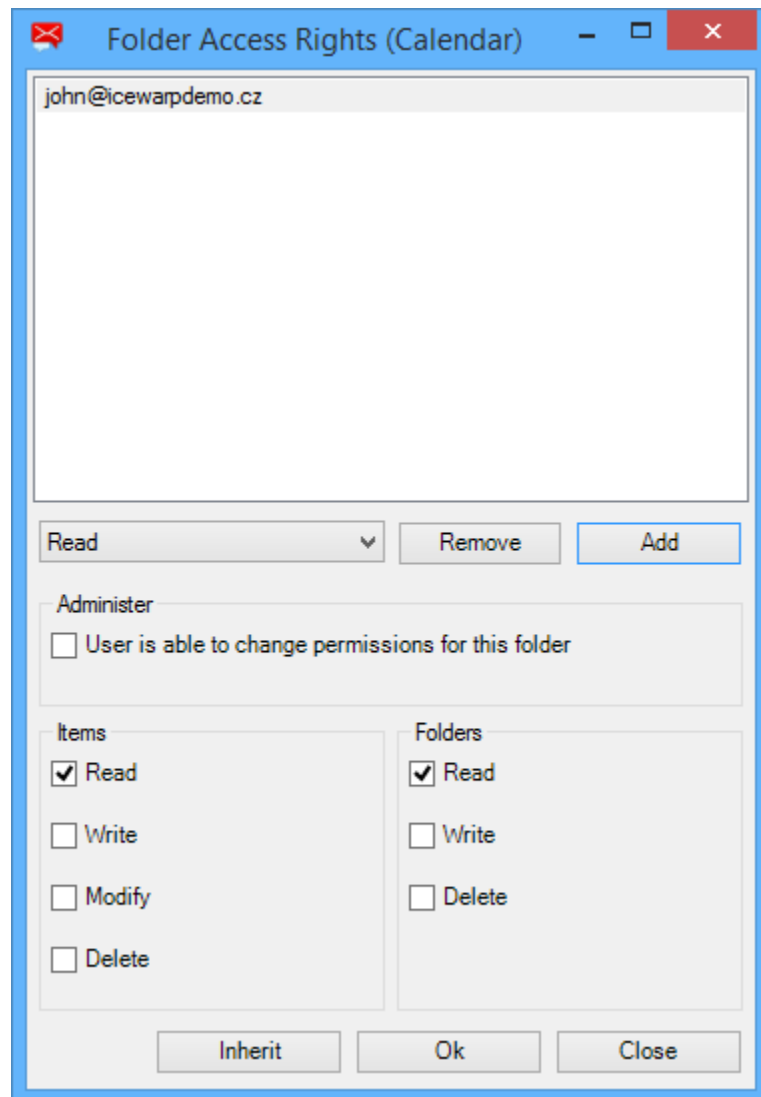 Folder Access Rights (Calendar)
john@icewarpdemo.cz
Read Remove Add
Administer
User is able to change permissions for this folder
Items Folders
Read Read
Write Write
Modify Delete
Delete
Inherit Ok Close